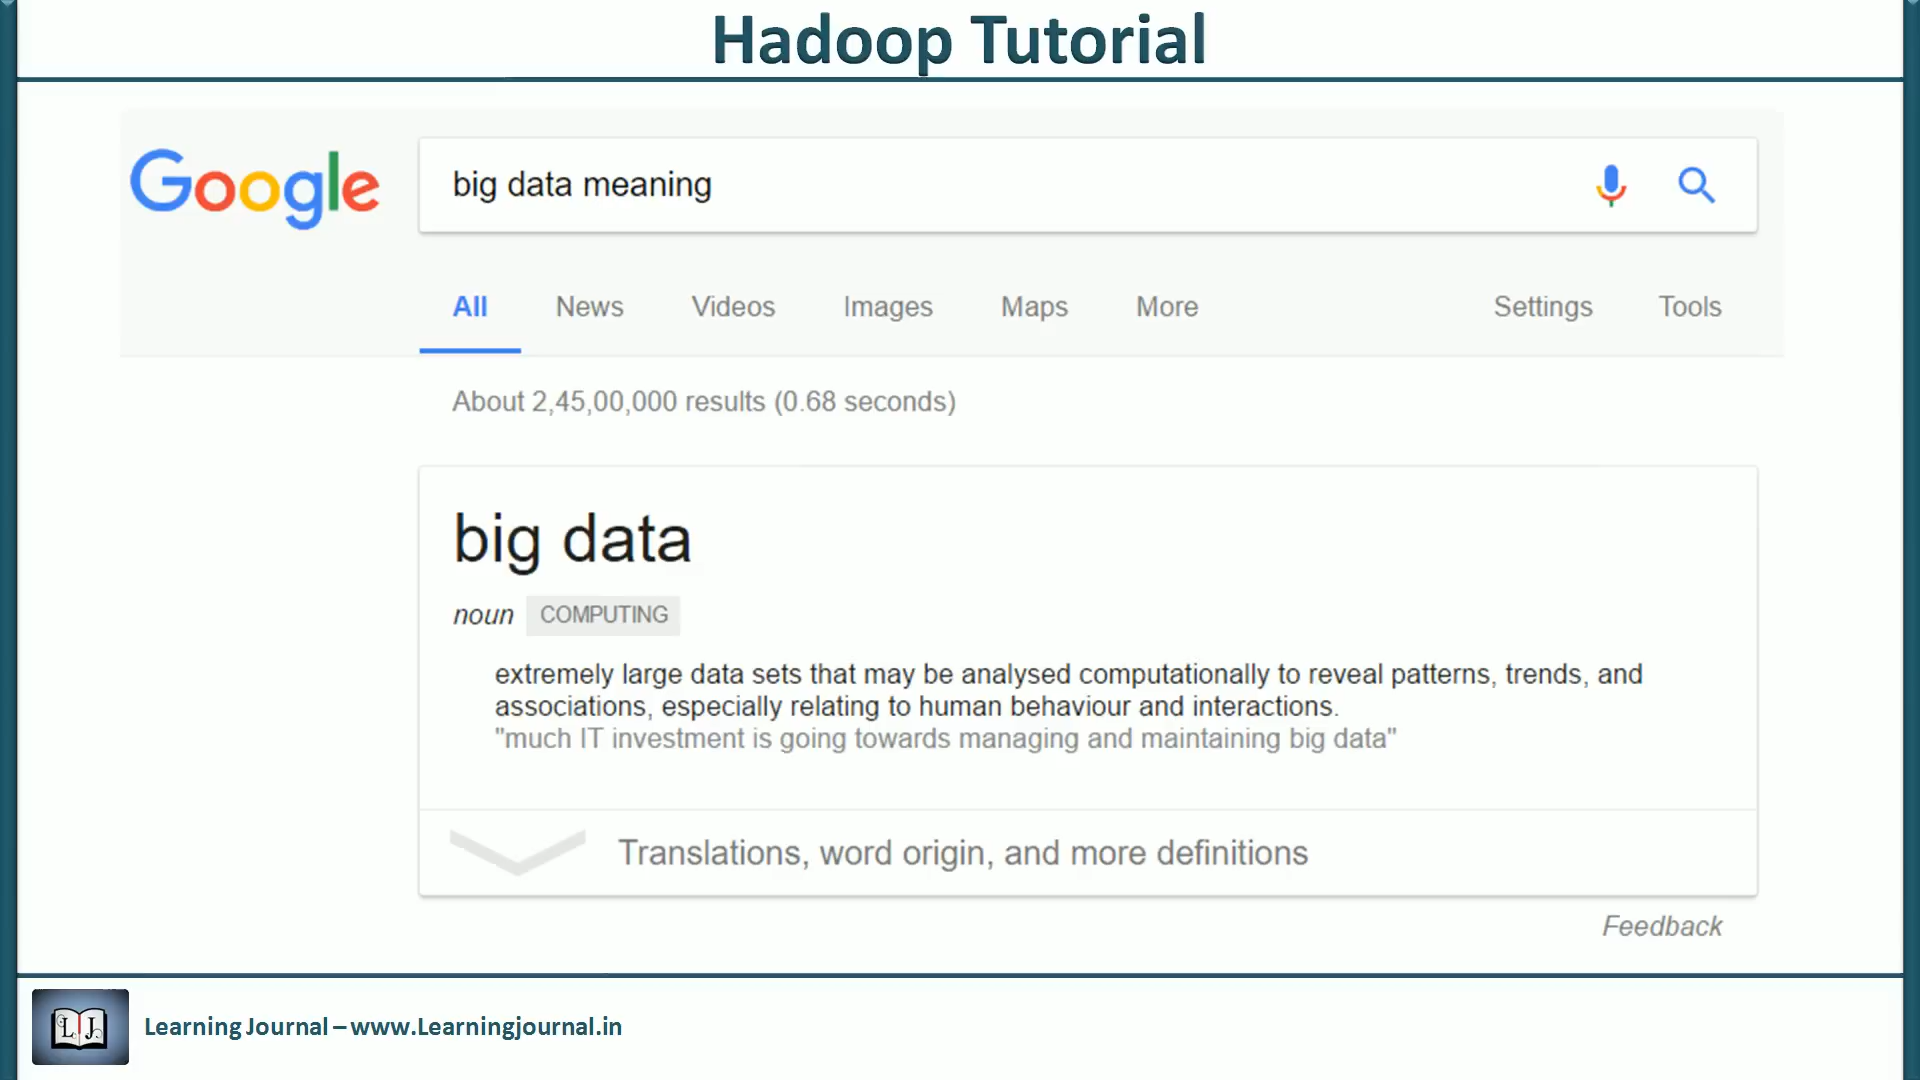 Hadoop Tutorial
Google
big data meaning
All News Videos Images Maps More Settings Tools
About 2,45,00,000 results (0.68 seconds)
big data
noun COMPUTING
extremely large data sets that may be analysed computationally to reveal patterns, trends, and
associations, especially relating to human behaviour and interactions.
"much IT investment is going towards managing and maintaining big data"
Translations, word origin, and more definitions
Feedback
LJ
Learning Journal – www.Learningjournal.in